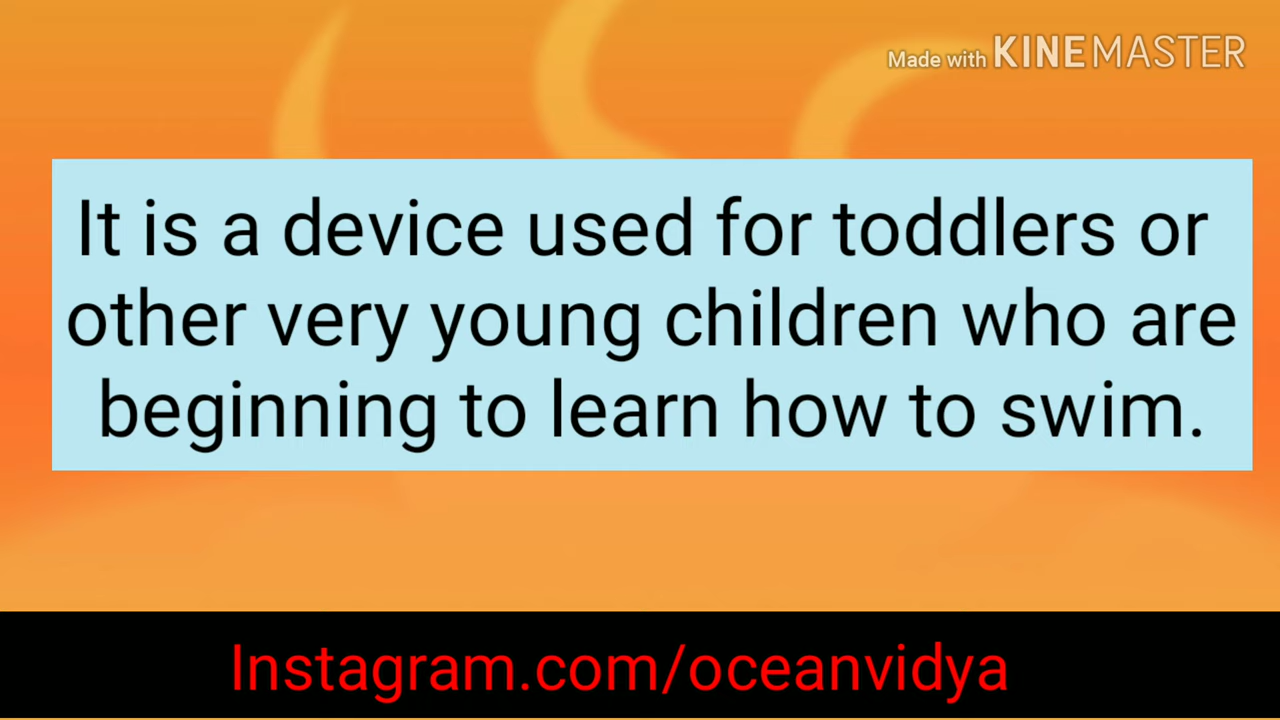 Made with KINEMASTER
It is a device used for toddlers or
other very young children who are
beginning to learn how to swim.
Instagram.com/oceanvidya